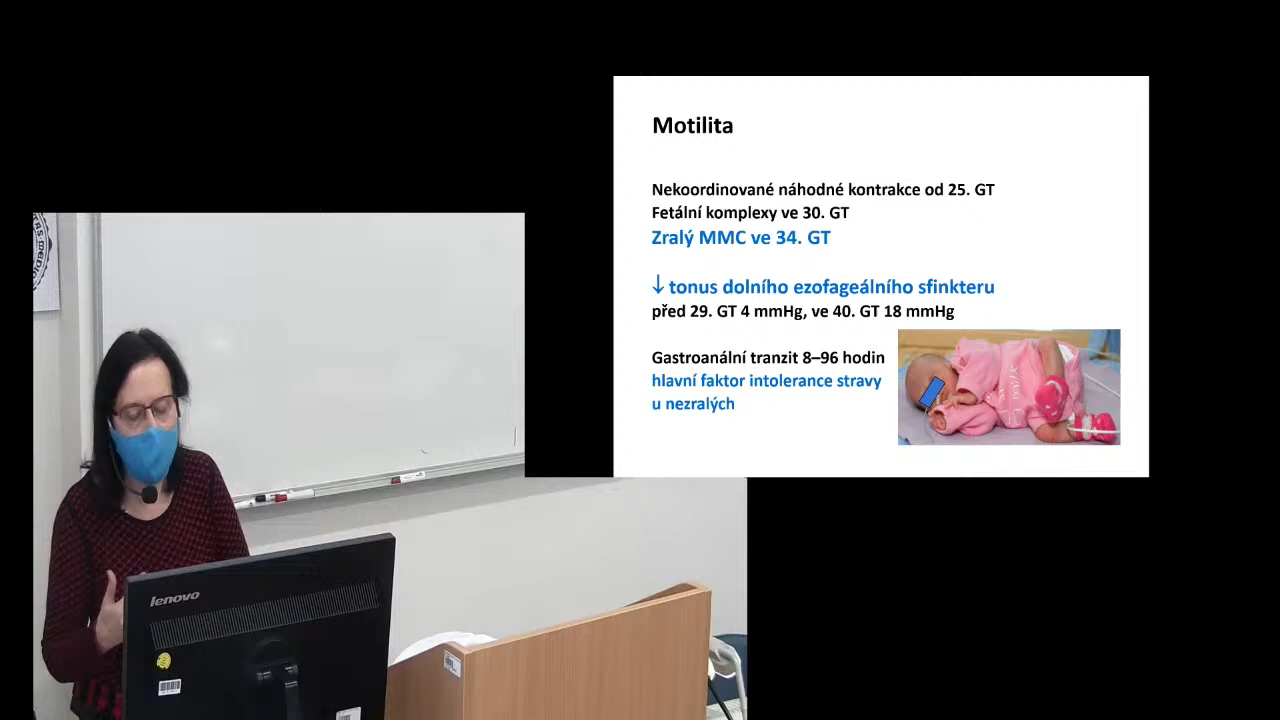 Motilita
Nekoordinované náhodné kontrakce od 25. GT
Fetální komplexy ve 30. GT
Zralý MMC ve 34. GT
↓ tonus dolního ezofageálního sfinkteru
před 29. GT 4 mmHg, ve 40. GT 18 mmHg
Gastroanální tranzit 8–96 hodin
hlavní faktor intolerance stravy
u nezralých
lenovo